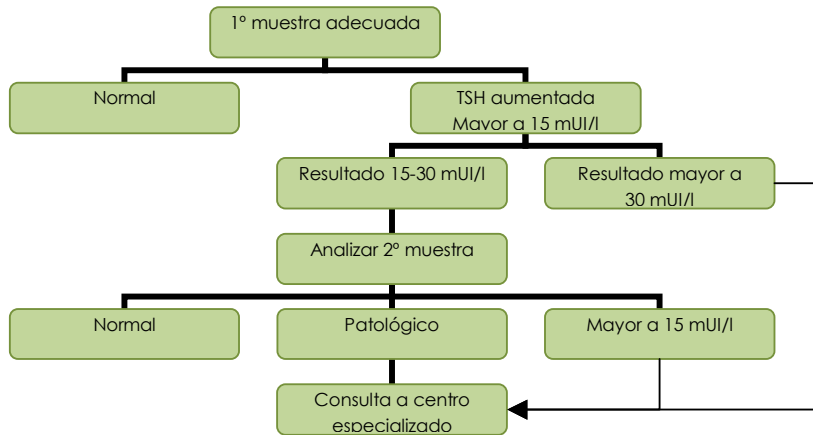 1º muestra adecuada
Normal
TSH aumentada
Mayor a 15 mUI/l
Resultado 15-30 mUI/l
Resultado mayor a
30 mUI/l
Analizar 2º muestra
Normal
Patológico
Mayor a 15 mUI/l
Consulta a centro
especializado